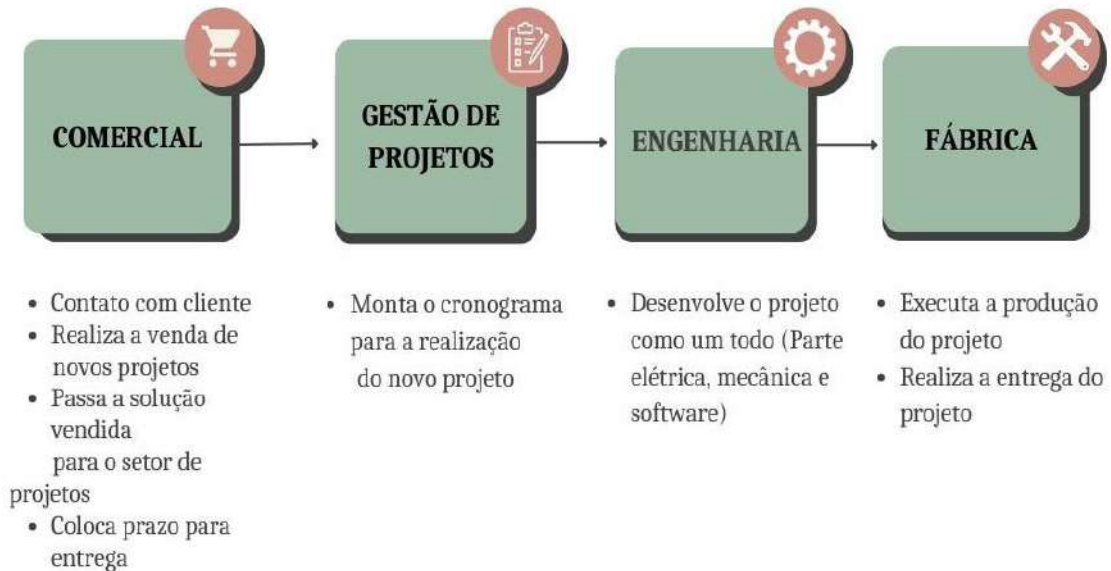 COMERCIAL
GESTÃO DE
PROJETOS
ENGENHARIA
FÁBRICA
• Contato com cliente
• Realiza a venda de
novos projetos
• Passa a solução
vendida
para o setor de
projetos
• Coloca prazo para
entrega
• Monta o cronograma
para a realização
do novo projeto
• Desenvolve o projeto
como um todo (Parte
elétrica, mecânica e
software)
• Executa a produção
do projeto
• Realiza a entrega do
projeto